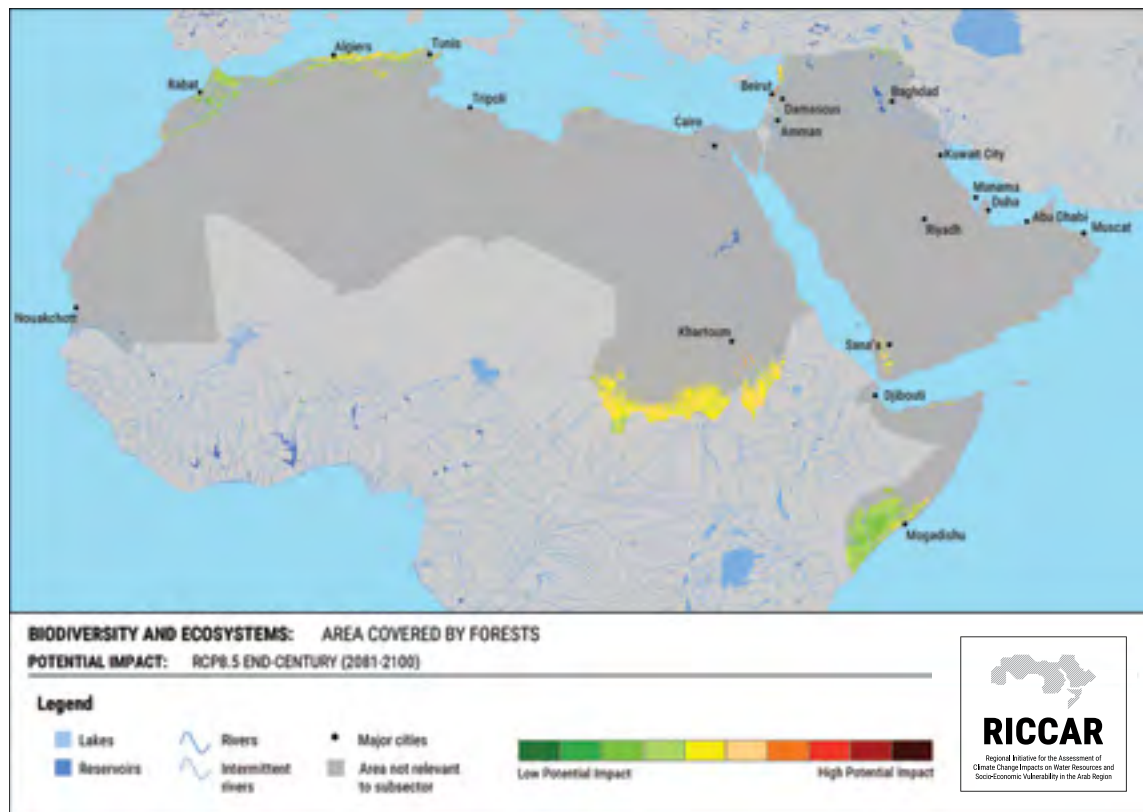 Algiers
Tunis
Rabat
Tripoli
Beirut
Damascus
Baghdad
Cairo
Amman
Kuwait City
Manama
Doha
Abu Dhabi
Muscat
Riyadh
Nouakchott
Khartoum
Sana'a
Djibouti
Mogadishu
BIODIVERSITY AND ECOSYSTEMS: AREA COVERED BY FORESTS
POTENTIAL IMPACT: RCP8.5 END-CENTURY (2081-2100)
Legend
Lakes
Rivers
Major cities
Reservoirs
Intermittent
rivers
Area not relevant
to subsector
Low Potential Impact
High Potential Impact
RICCAR
Regional Initiative for the Assessment of
Climate Change Impacts on Water Resources and
Socio-Economic Vulnerability in the Arab Region